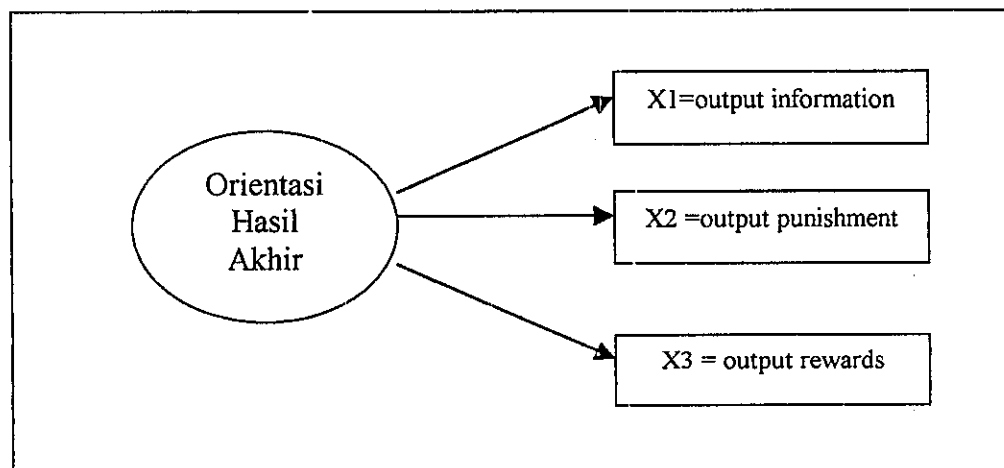 X1=output information
Orientasi
Hasil
Akhir
X2 =output punishment
X3 = output rewards